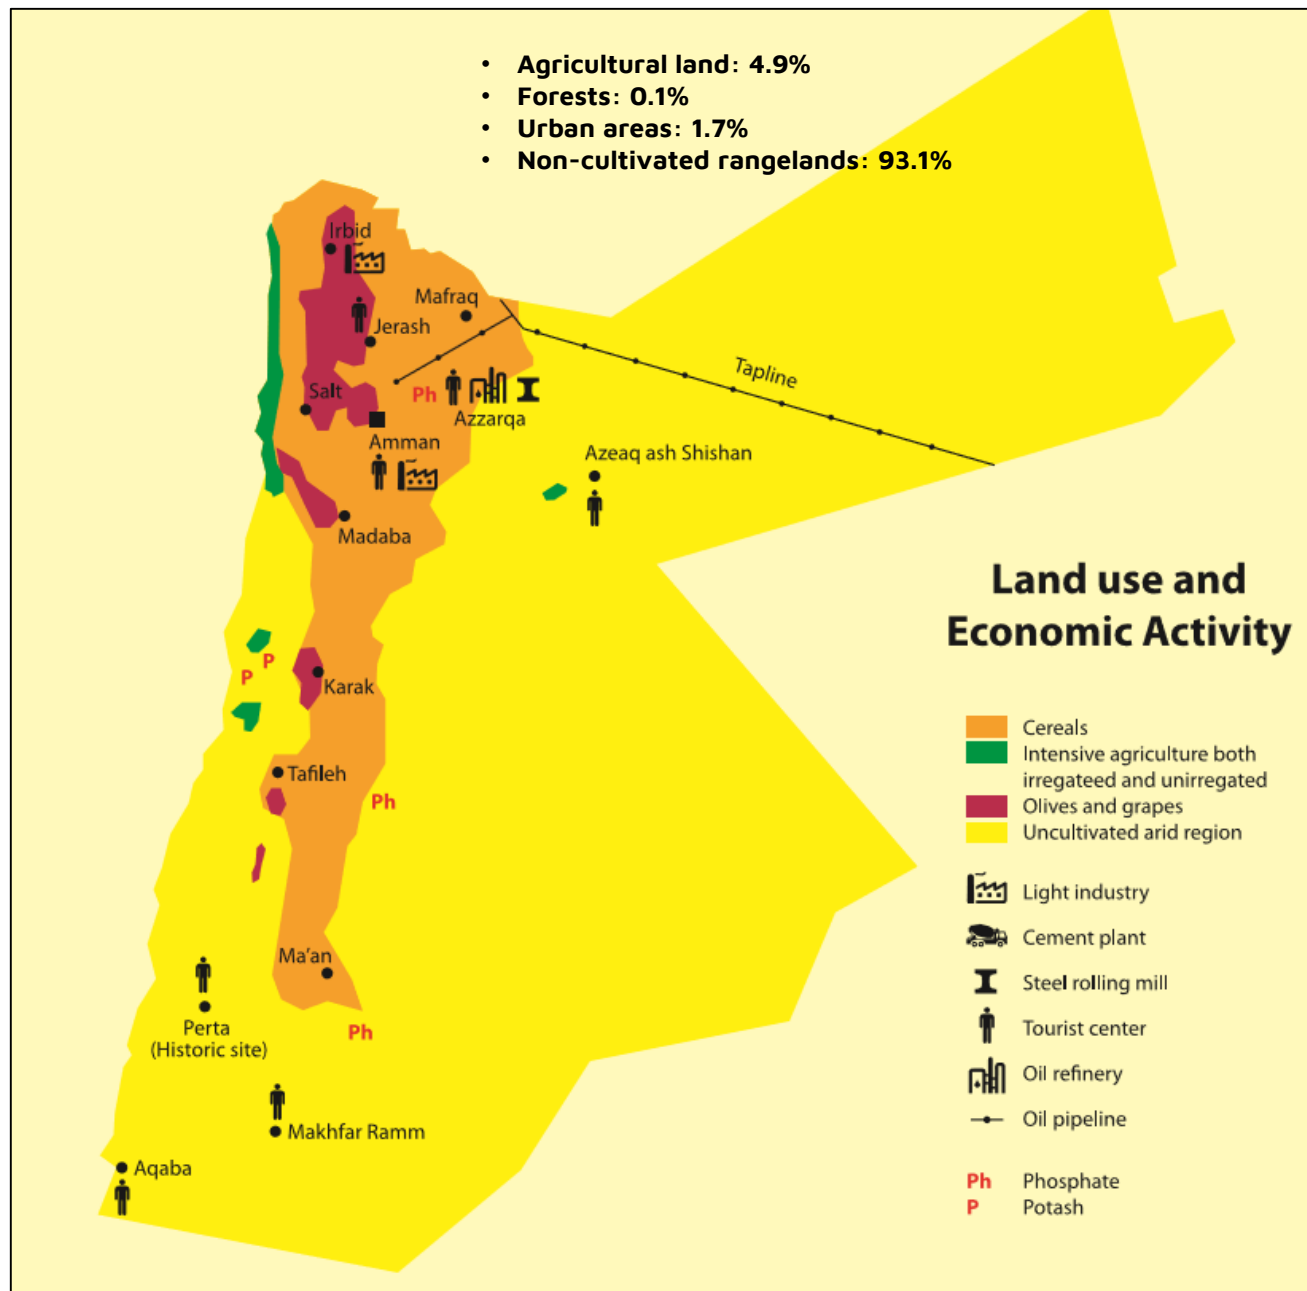 • Agricultural land: 4.9%
• Forests: 0.1%
• Urban areas: 1.7%
• Non-cultivated rangelands: 93.1%
Irbid
Mafraq
Jerash
Tapline
Salt
Ph
Azzarqa
Amman
Azeaq ash Shishan
Madaba
P
P
Karak
Tafileh
Ph
Ma'an
Perta
(Historic site)
Ph
Makhfar Ramm
Aqaba
Land use and
Economic Activity
Cereals
Intensive agriculture both
irregateed and unirregated
Olives and grapes
Uncultivated arid region
Light industry
Cement plant
Steel rolling mill
Tourist center
Oil refinery
Oil pipeline
Ph Phosphate
P Potash